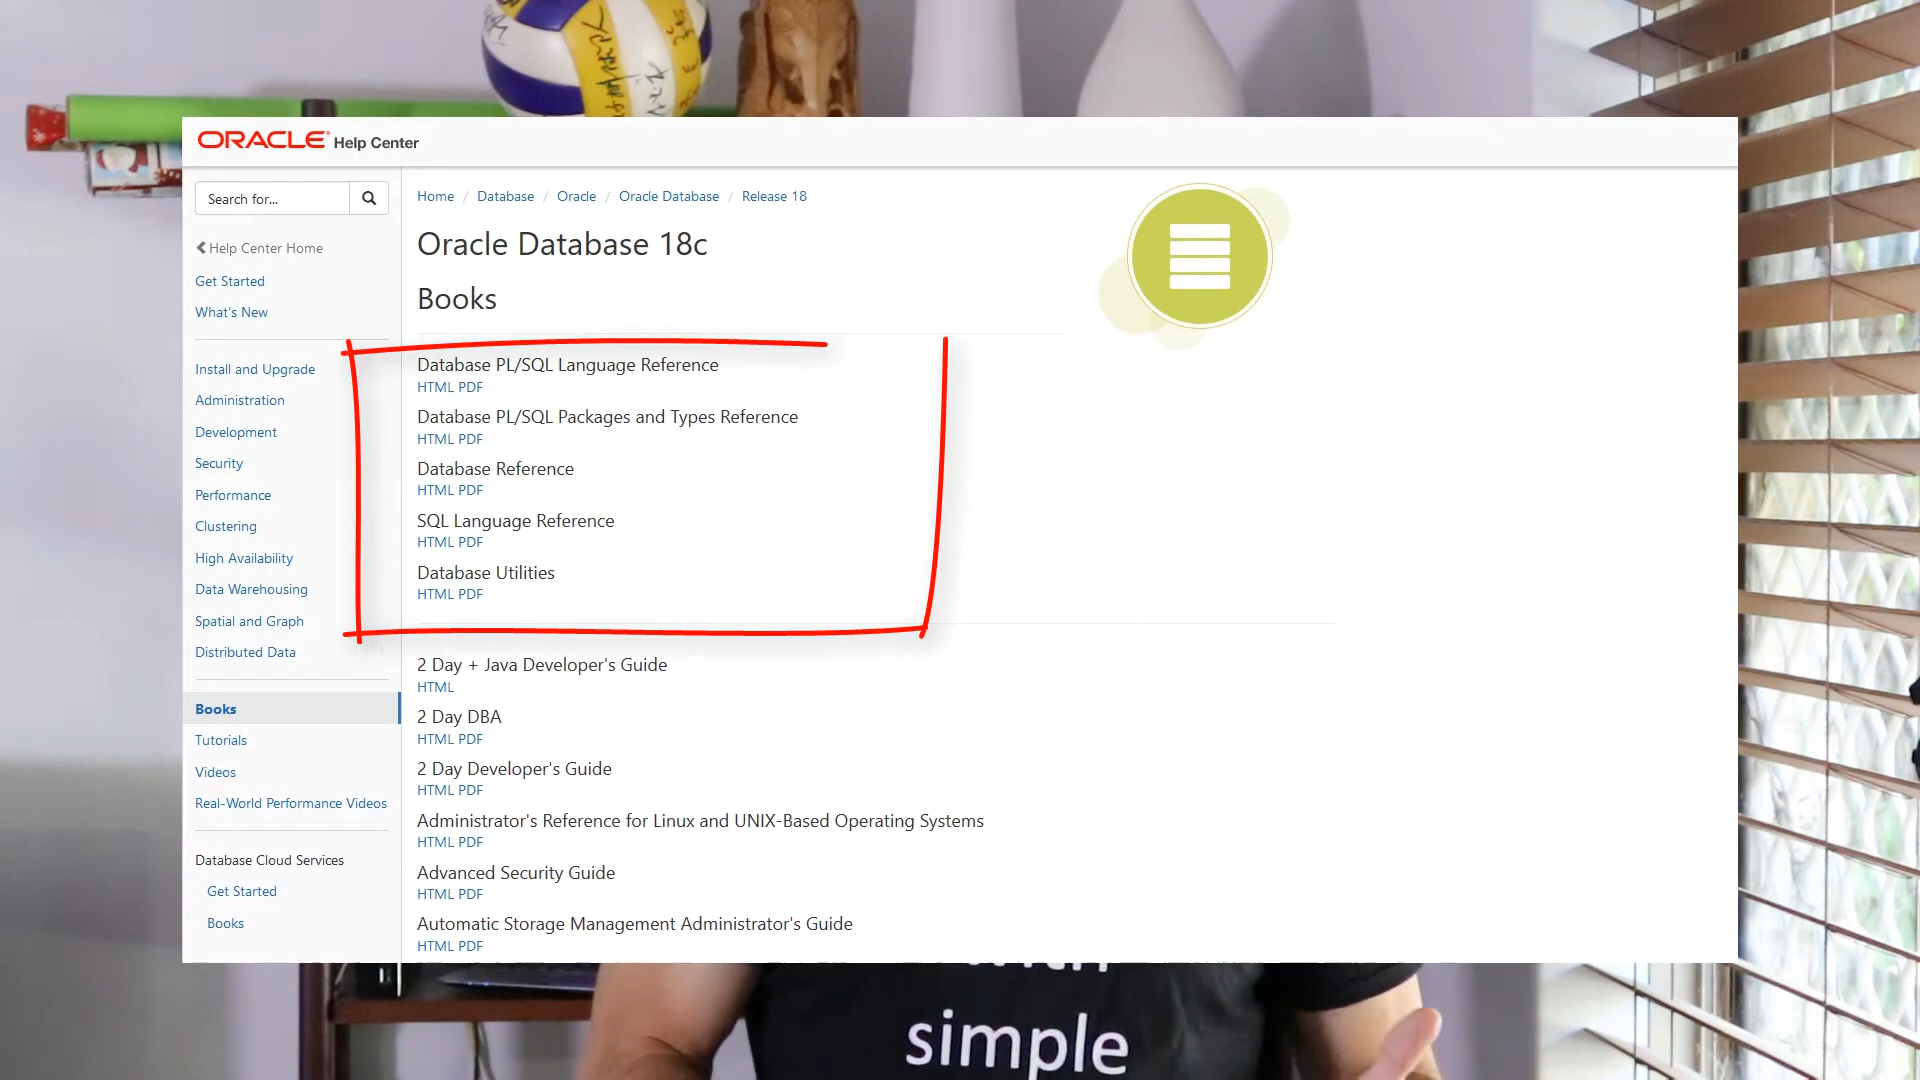 ORACLE Help Center
Search for...
Help Center Home
Get Started
What's New
Install and Upgrade
Administration
Development
Security
Performance
Clustering
High Availability
Data Warehousing
Spatial and Graph
Distributed Data
Books
Tutorials
Videos
Real-World Performance Videos
Database Cloud Services
Get Started
Books
Home / Database / Oracle / Oracle Database / Release 18
Oracle Database 18c
Books
Database PL/SQL Language Reference
HTML PDF
Database PL/SQL Packages and Types Reference
HTML PDF
Database Reference
HTML PDF
SQL Language Reference
HTML PDF
Database Utilities
HTML PDF
2 Day + Java Developer's Guide
HTML
2 Day DBA
HTML PDF
2 Day Developer's Guide
HTML PDF
Administrator's Reference for Linux and UNIX-Based Operating Systems
HTML PDF
Advanced Security Guide
HTML PDF
Automatic Storage Management Administrator's Guide
HTML PDF
simple